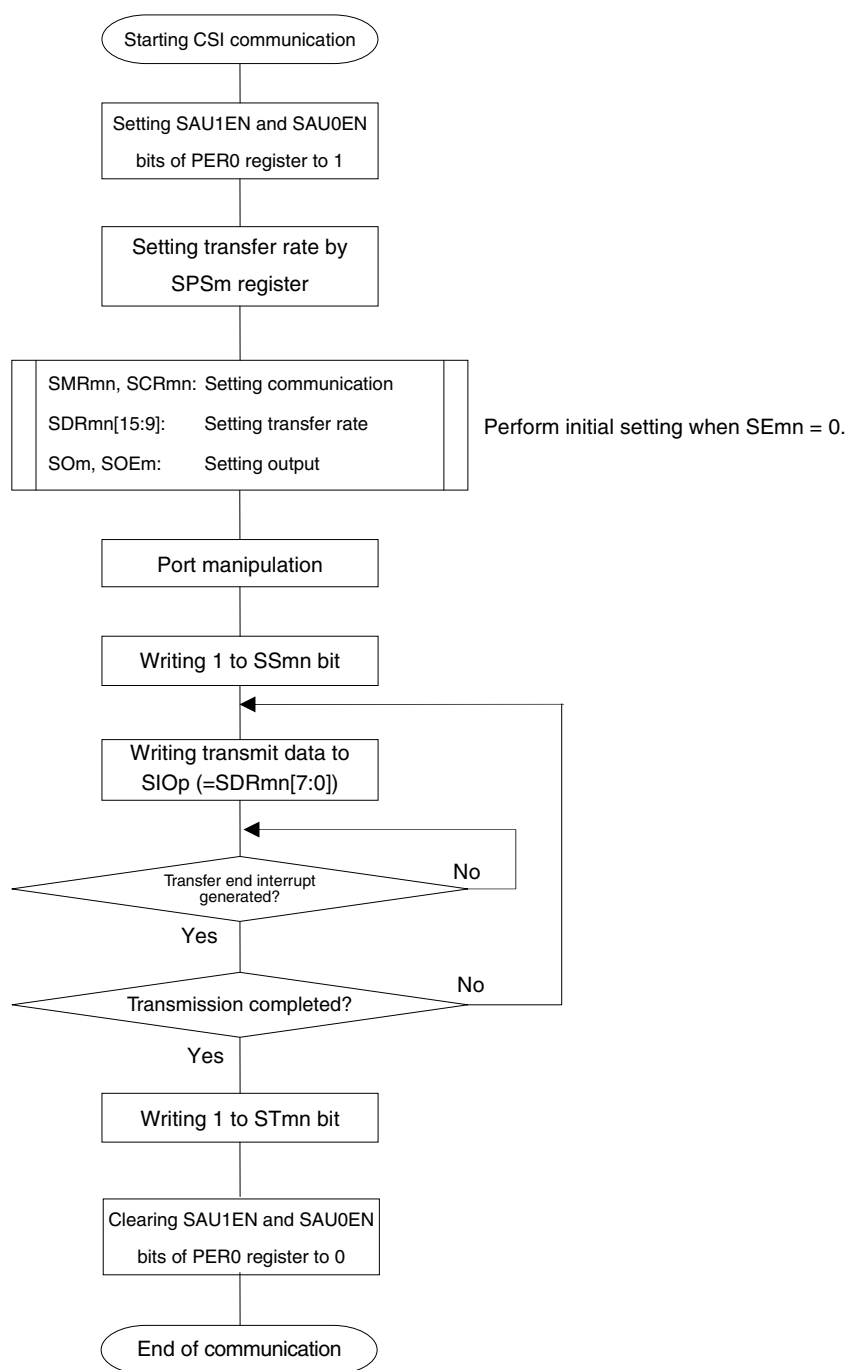 Starting CSI communication
Setting SAU1EN and SAU0EN
bits of PER0 register to 1
Setting transfer rate by
SPSm register
SMRmn, SCRmn: Setting communication
SDRmn[15:9]: Setting transfer rate
SOm, SOEm: Setting output
Perform initial setting when SEmn = 0.
Port manipulation
Writing 1 to SSmn bit
Writing transmit data to
SIOp (=SDRmn[7:0])
Transfer end interrupt
generated?
No
Yes
Transmission completed?
No
Yes
Writing 1 to STmn bit
Clearing SAU1EN and SAU0EN
bits of PER0 register to 0
End of communication